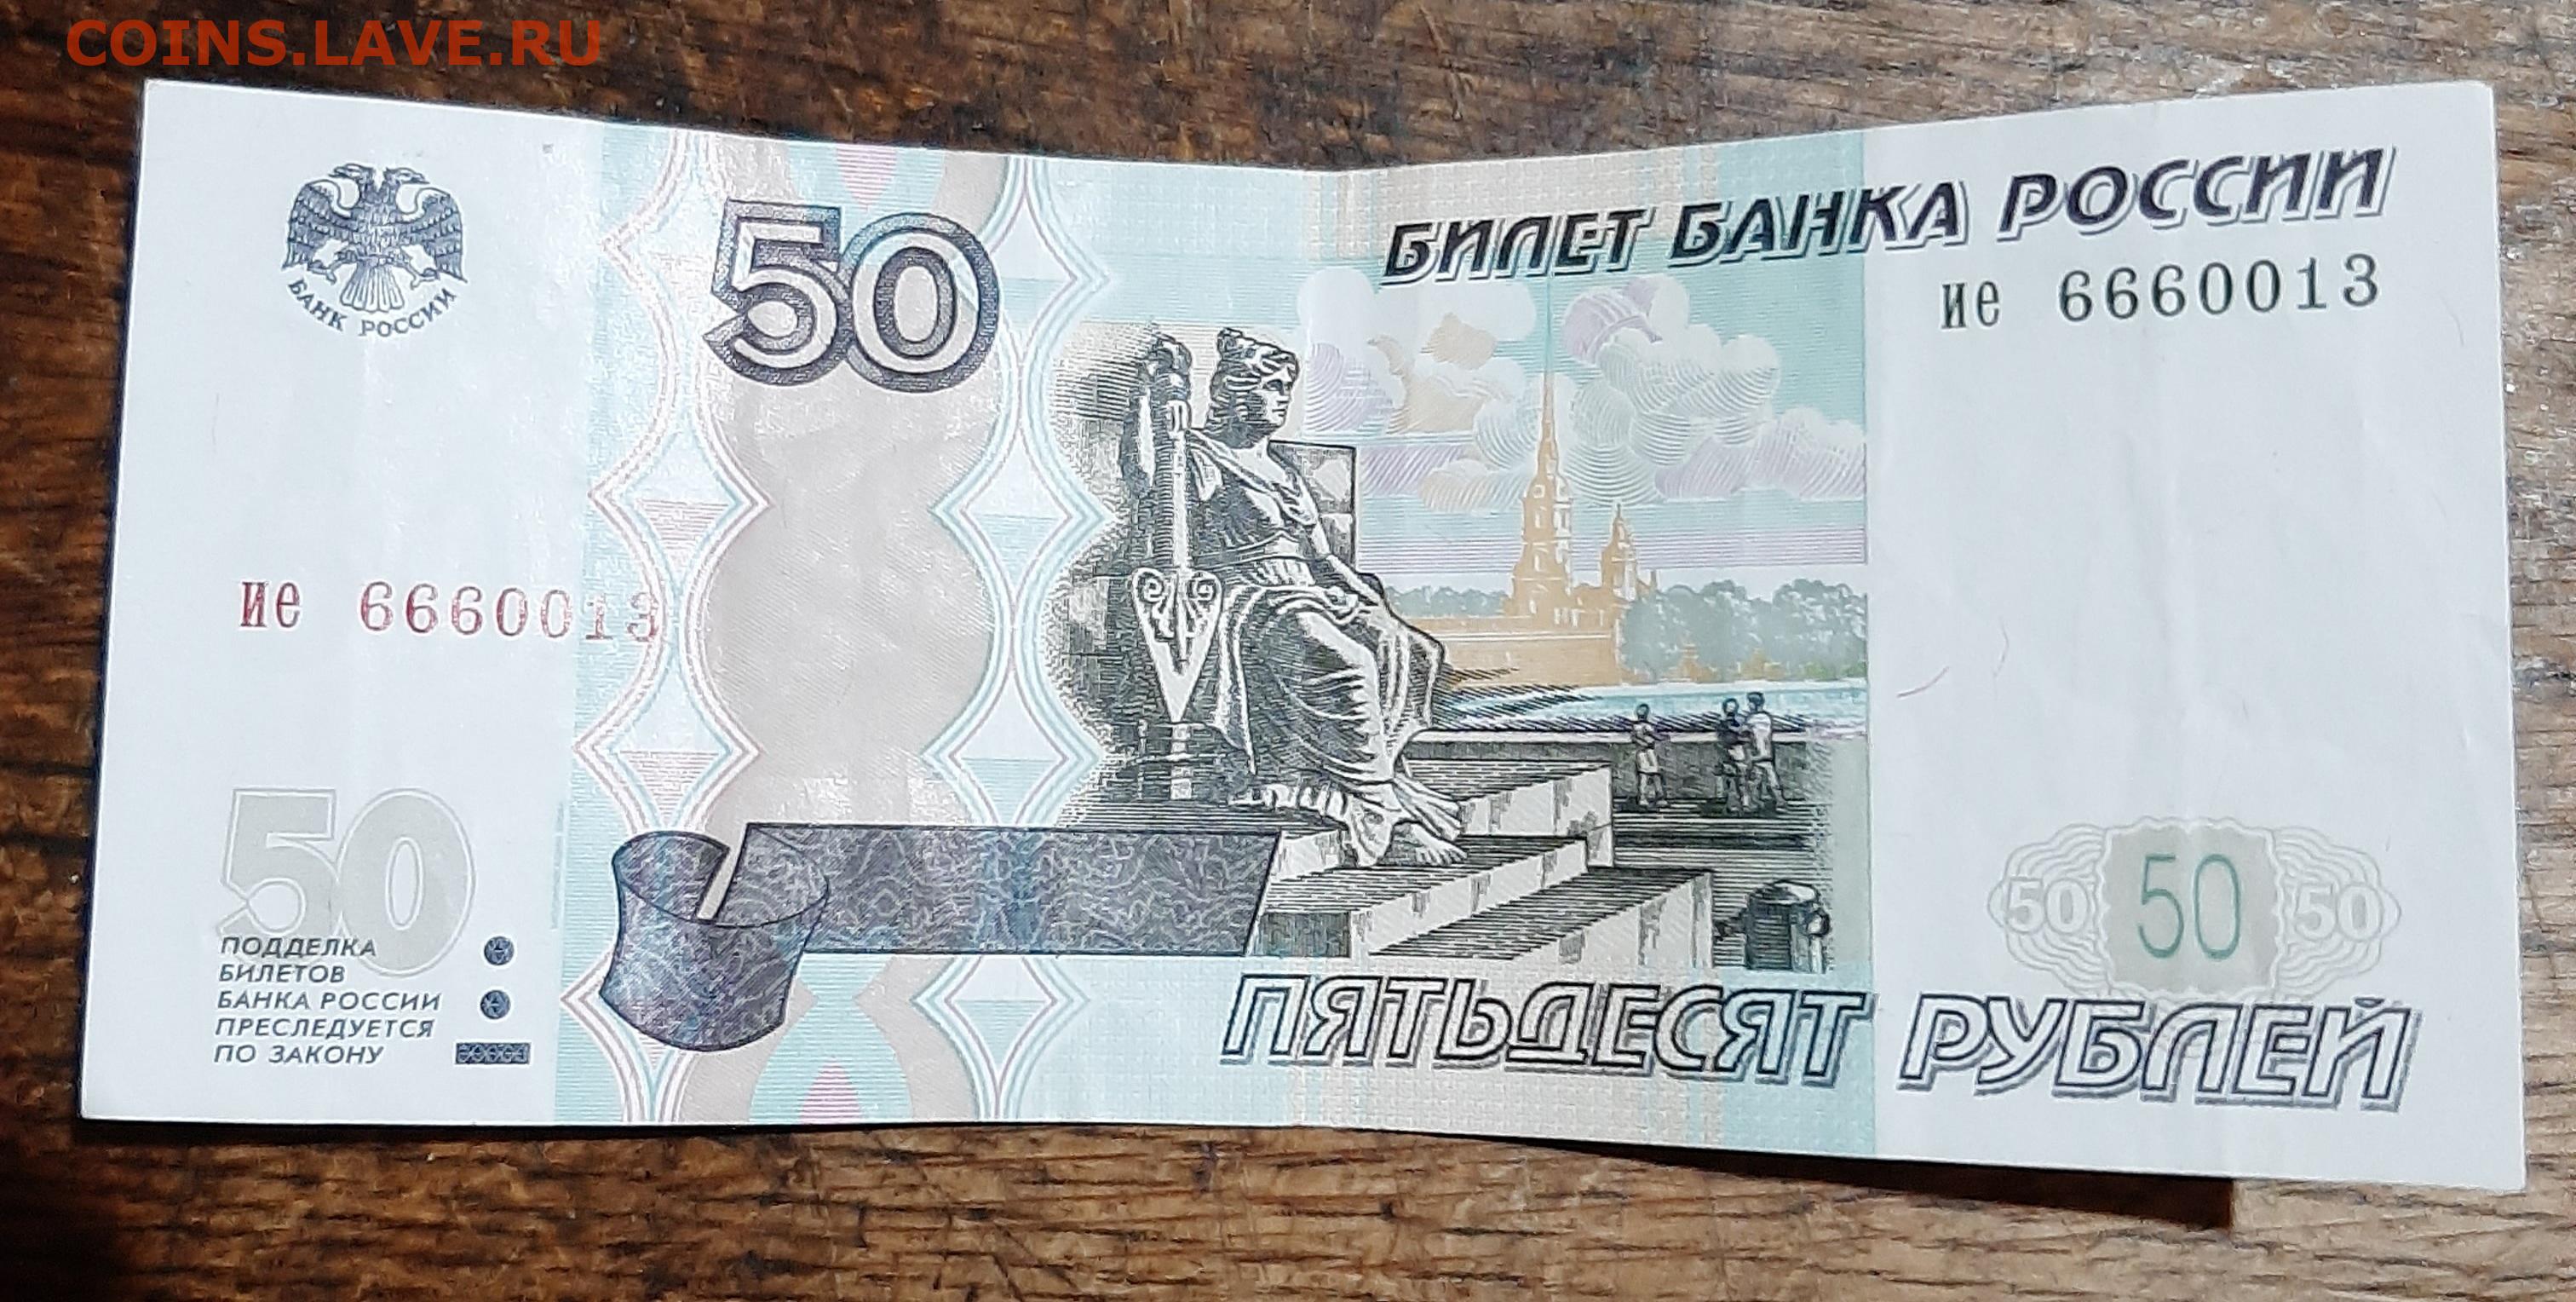 COINS.LAVE.RU
БАНК РОССИИ
50
БИЛЕТ БАНКА РОССИИ
ие 6660013
ие 6660013
50
ПОДДЕЛКА
БИЛЕТОВ
БАНКА РОССИИ
ПРЕСЛЕДУЕТСЯ
ПО ЗАКОНУ
50 50 50
ПЯТЬДЕСЯТ РУБЛЕЙ